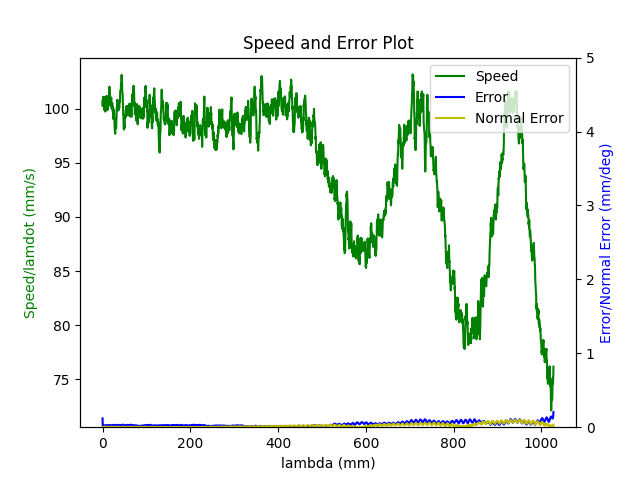 Speed and Error Plot
Speed
Error
Normal Error
Speed/lamdot (mm/s)
100
95
90
85
80
75
5
4
3
2
1
0
Error/Normal Error (mm/deg)
0 200 400 600 800 1000
lambda (mm)